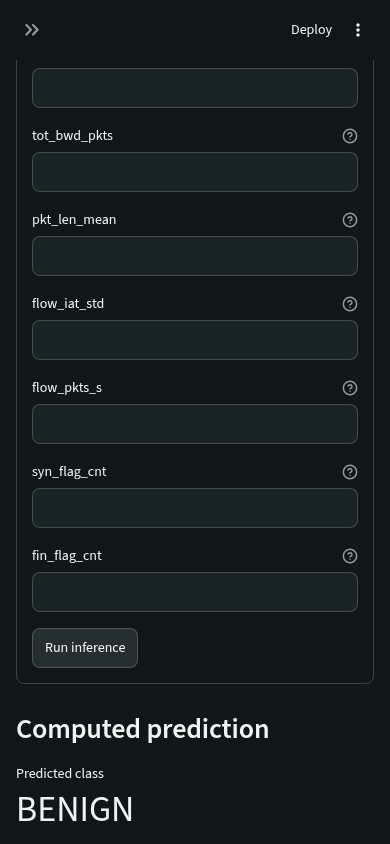 Deploy
tot_bwd_pkts
pkt_len_mean
flow_iat_std
flow_pkts_s
syn_flag_cnt
fin_flag_cnt
Run inference
Computed prediction
Predicted class
BENIGN